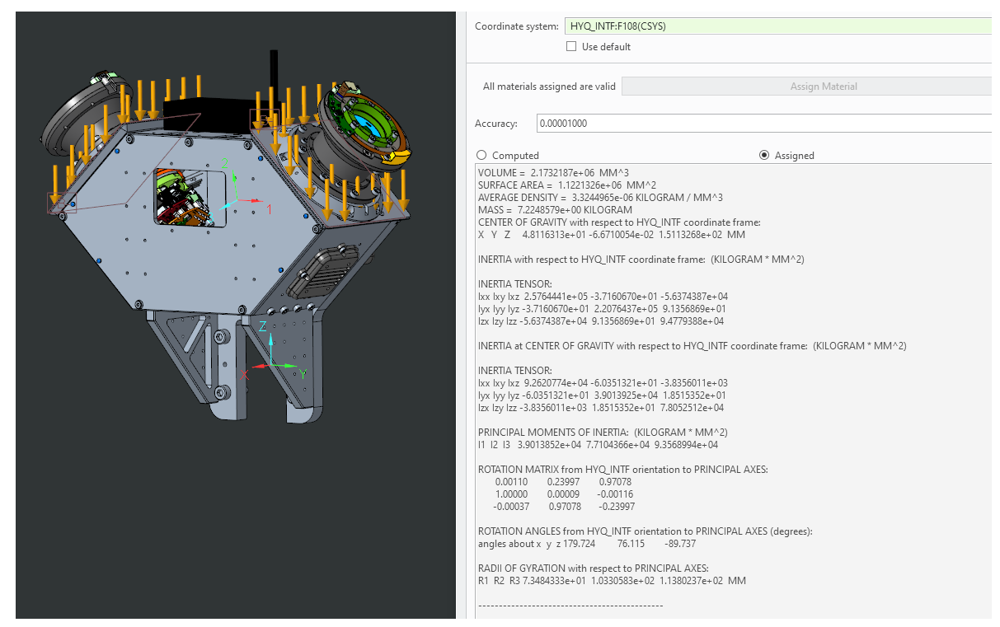 Coordinate system: HYQ_INTF:F108(CSYS)
Use default
All materials assigned are valid Assign Material
Accuracy: 0.00001000
Computed Assigned
VOLUME = 2.1732187e+06 MM^3
SURFACE AREA = 1.1221326e+06 MM^2
AVERAGE DENSITY = 3.3244965e-06 KILOGRAM / MM^3
MASS = 7.2248579e+00 KILOGRAM
CENTER OF GRAVITY with respect to HYQ_INTF coordinate frame:
X Y Z 4.8116313e+01 -6.6710054e-02 1.5113268e+02 MM
INERTIA with respect to HYQ_INTF coordinate frame: (KILOGRAM * MM^2)
INERTIA TENSOR:
Ixx Ixy Ixz 2.5764441e+05 -3.7160670e+01 -5.6374387e+04
Iyx Iyy Iyz -3.7160670e+01 2.2076437e+05 9.1356869e+01
Izx Izy Izz -5.6374387e+04 9.1356869e+01 9.4779388e+04
INERTIA at CENTER OF GRAVITY with respect to HYQ_INTF coordinate frame: (KILOGRAM * MM^2)
INERTIA TENSOR:
Ixx Ixy Ixz 9.2620774e+04 -6.0351321e+01 -3.8356011e+03
Iyx Iyy Iyz -6.0351321e+01 3.9013925e+04 1.8515352e+01
Izx Izy Izz -3.8356011e+03 1.8515352e+01 7.8052512e+04
PRINCIPAL MOMENTS OF INERTIA: (KILOGRAM * MM^2)
I1 I2 I3 3.9013852e+04 7.7104366e+04 9.3568994e+04
ROTATION MATRIX from HYQ_INTF orientation to PRINCIPAL AXES:
0.00110 0.23997 0.97078
1.00000 0.00009 -0.00116
-0.00037 0.97078 -0.23997
ROTATION ANGLES from HYQ_INTF orientation to PRINCIPAL AXES (degrees):
angles about x y z 179.724 76.115 -89.737
RADII OF GYRATION with respect to PRINCIPAL AXES:
R1 R2 R3 7.3484333e+01 1.0330583e+02 1.1380237e+02 MM
---------------------------------------------
1
Z
X
Y